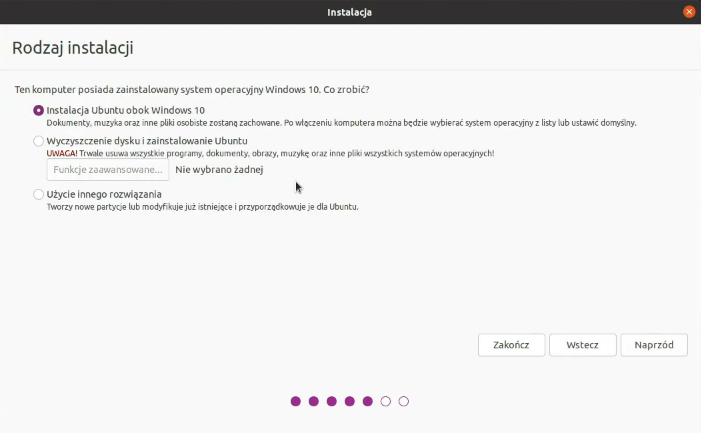 Instalacja
Rodzaj instalacji
Ten komputer posiada zainstalowany system operacyjny Windows 10. Co zrobić?
Instalacja Ubuntu obok Windows 10
Dokumenty, muzyka oraz inne pliki osobiste zostaną zachowane. Po włączeniu komputera można będzie wybierać system operacyjny z listy lub ustawić domyślny.
Wyczyszczenie dysku i zainstalowanie Ubuntu
UWAGA! Trwale usuwa wszystkie programy, dokumenty, obrazy, muzykę oraz inne pliki wszystkich systemów operacyjnych!
Funkcje zaawansowane... Nie wybrano żadnej
Użycie innego rozwiązania
Tworzy nowe partycje lub modyfikuje już istniejące i przyporządkowuje je dla Ubuntu.
Zakończ Wstecz Naprzód